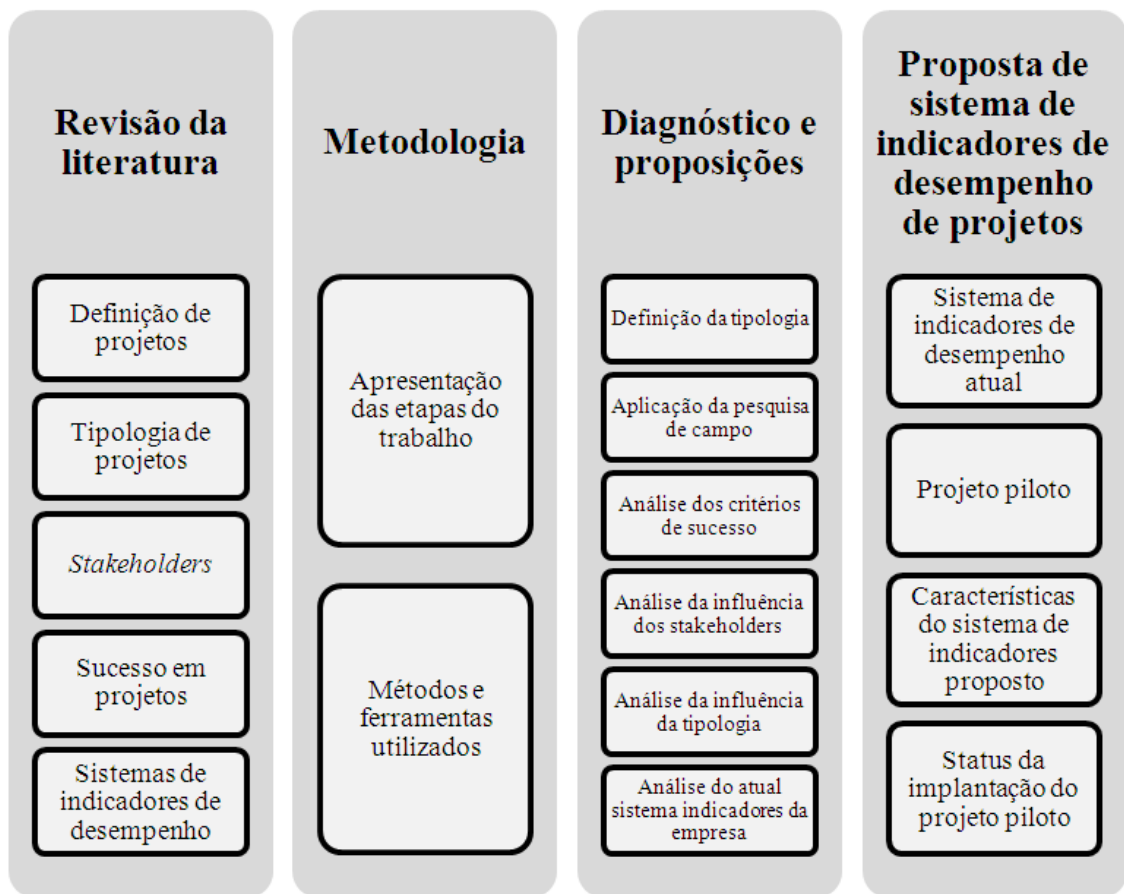 Revisão da
literatura
Definição de
projetos
Tipologia de
projetos
Stakeholders
Sucesso em
projetos
Sistemas de
indicadores de
desempenho
Metodologia
Apresentação
das etapas do
trabalho
Métodos e
ferramentas
utilizados
Diagnóstico e
proposições
Definição da tipologia
Aplicação da pesquisa
de campo
Análise dos critérios
de sucesso
Análise da influência
dos stakeholders
Análise da influência
da tipologia
Análise do atual
sistema indicadores da
empresa
Proposta de
sistema de
indicadores de
desempenho
de projetos
Sistema de
indicadores de
desempenho
atual
Projeto piloto
Características
do sistema de
indicadores
proposto
Status da
implantação do
projeto piloto